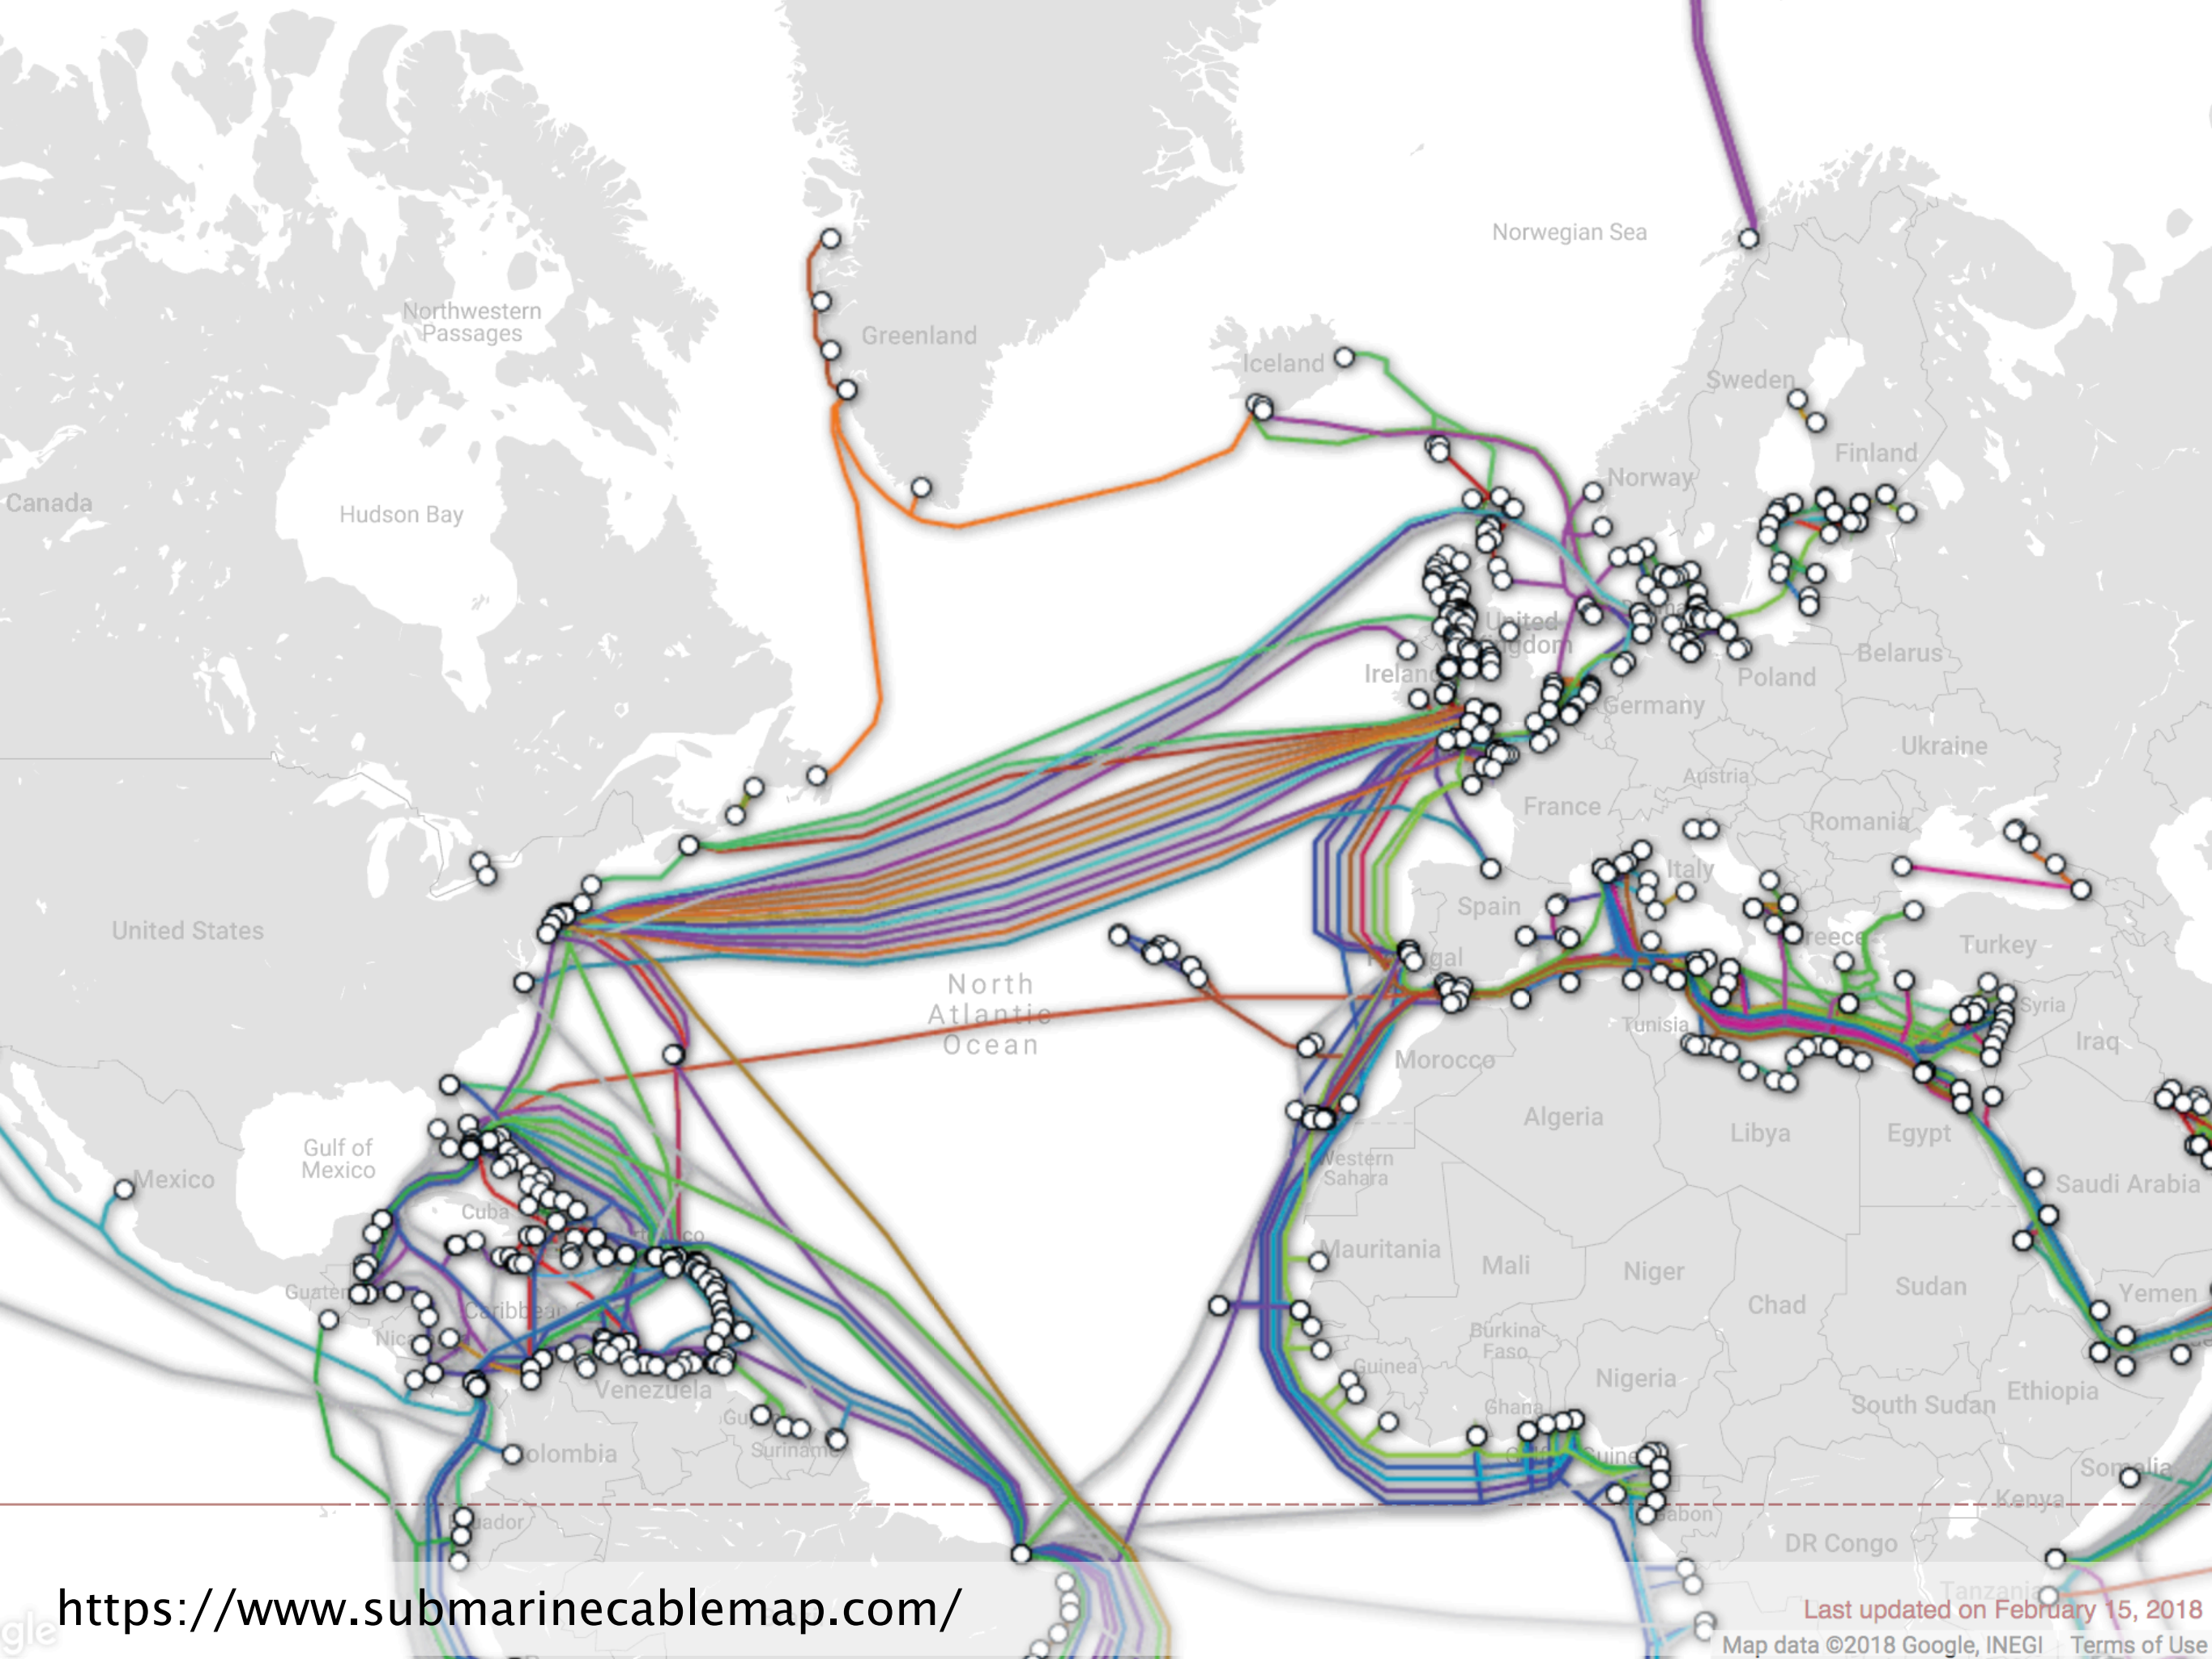 Norwegian Sea
Northwestern
Passages
Greenland
Iceland
Sweden
Finland
Norway
Canada
Hudson Bay
United
Belarus
Ireland
Poland
Germany
Ukraine
Austria
France
Romania
Italy
Spain
United States
Turkey
North
Atlantic
Ocean
Syria
Tunisia
Iraq
Morocco
Algeria
Libya
Egypt
Gulf of
Mexico
Western
Sahara
Mexico
Saudi Arabia
Cuba
Mauritania
Mali
Niger
Sudan
Chad
Yemen
Burkina
Faso
Guinea
Nigeria
Venezuela
Ethiopia
South Sudan
Ghana
Suriname
Somalia
Kenya
DR Congo
Tanzania
https://www.submarinecablemap.com/
Last updated on February 15, 2018
gle
Map data ©2018 Google, INEGI
Terms of Use